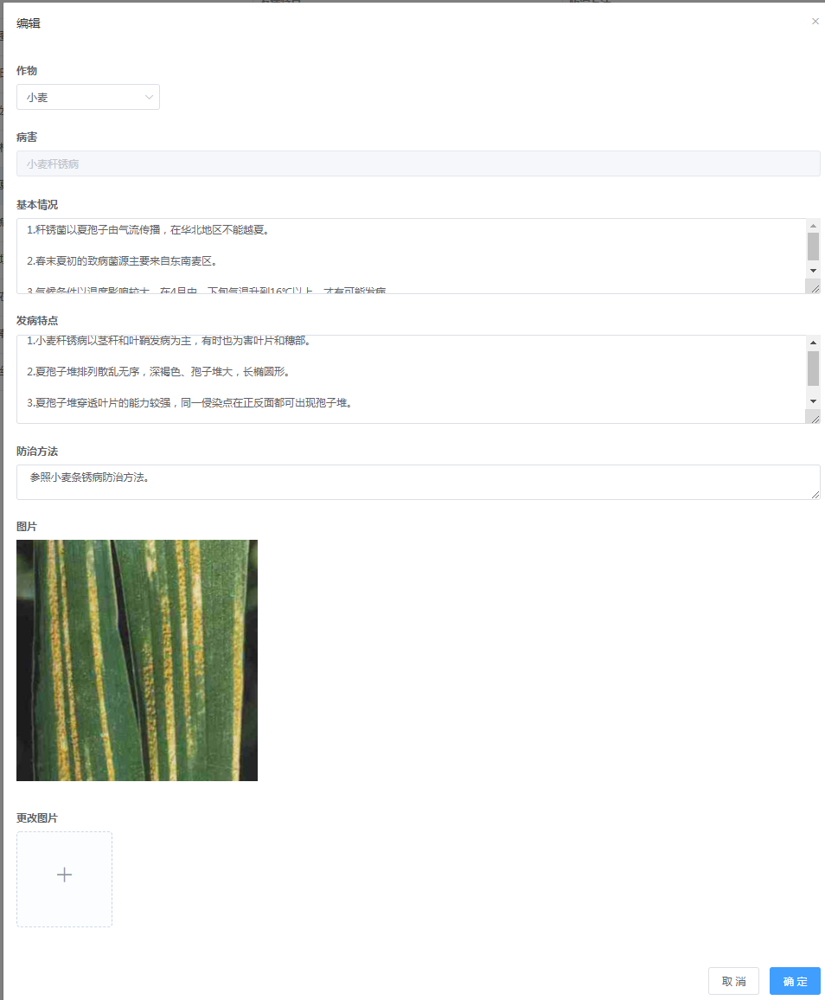 编辑
作物
小麦
病害
小麦秆锈病
基本情况
1.秆锈菌以夏孢子由气流传播，在华北地区不能越夏。
2.春末夏初的致病菌源主要来自东南麦区。
3.气候条件以温度影响较大，在4月中、下旬气温升到16℃以上，才有可能发病
发病特点
1.小麦秆锈病以茎秆和叶鞘发病为主，有时也为害叶片和穗部。
2.夏孢子堆排列散乱无序，深褐色、孢子堆大，长椭圆形。
3.夏孢子堆穿透叶片的能力较强，同一侵染点在正反面都可出现孢子堆。
防治方法
参照小麦条锈病防治方法。
图片
更改图片
取 消
确 定